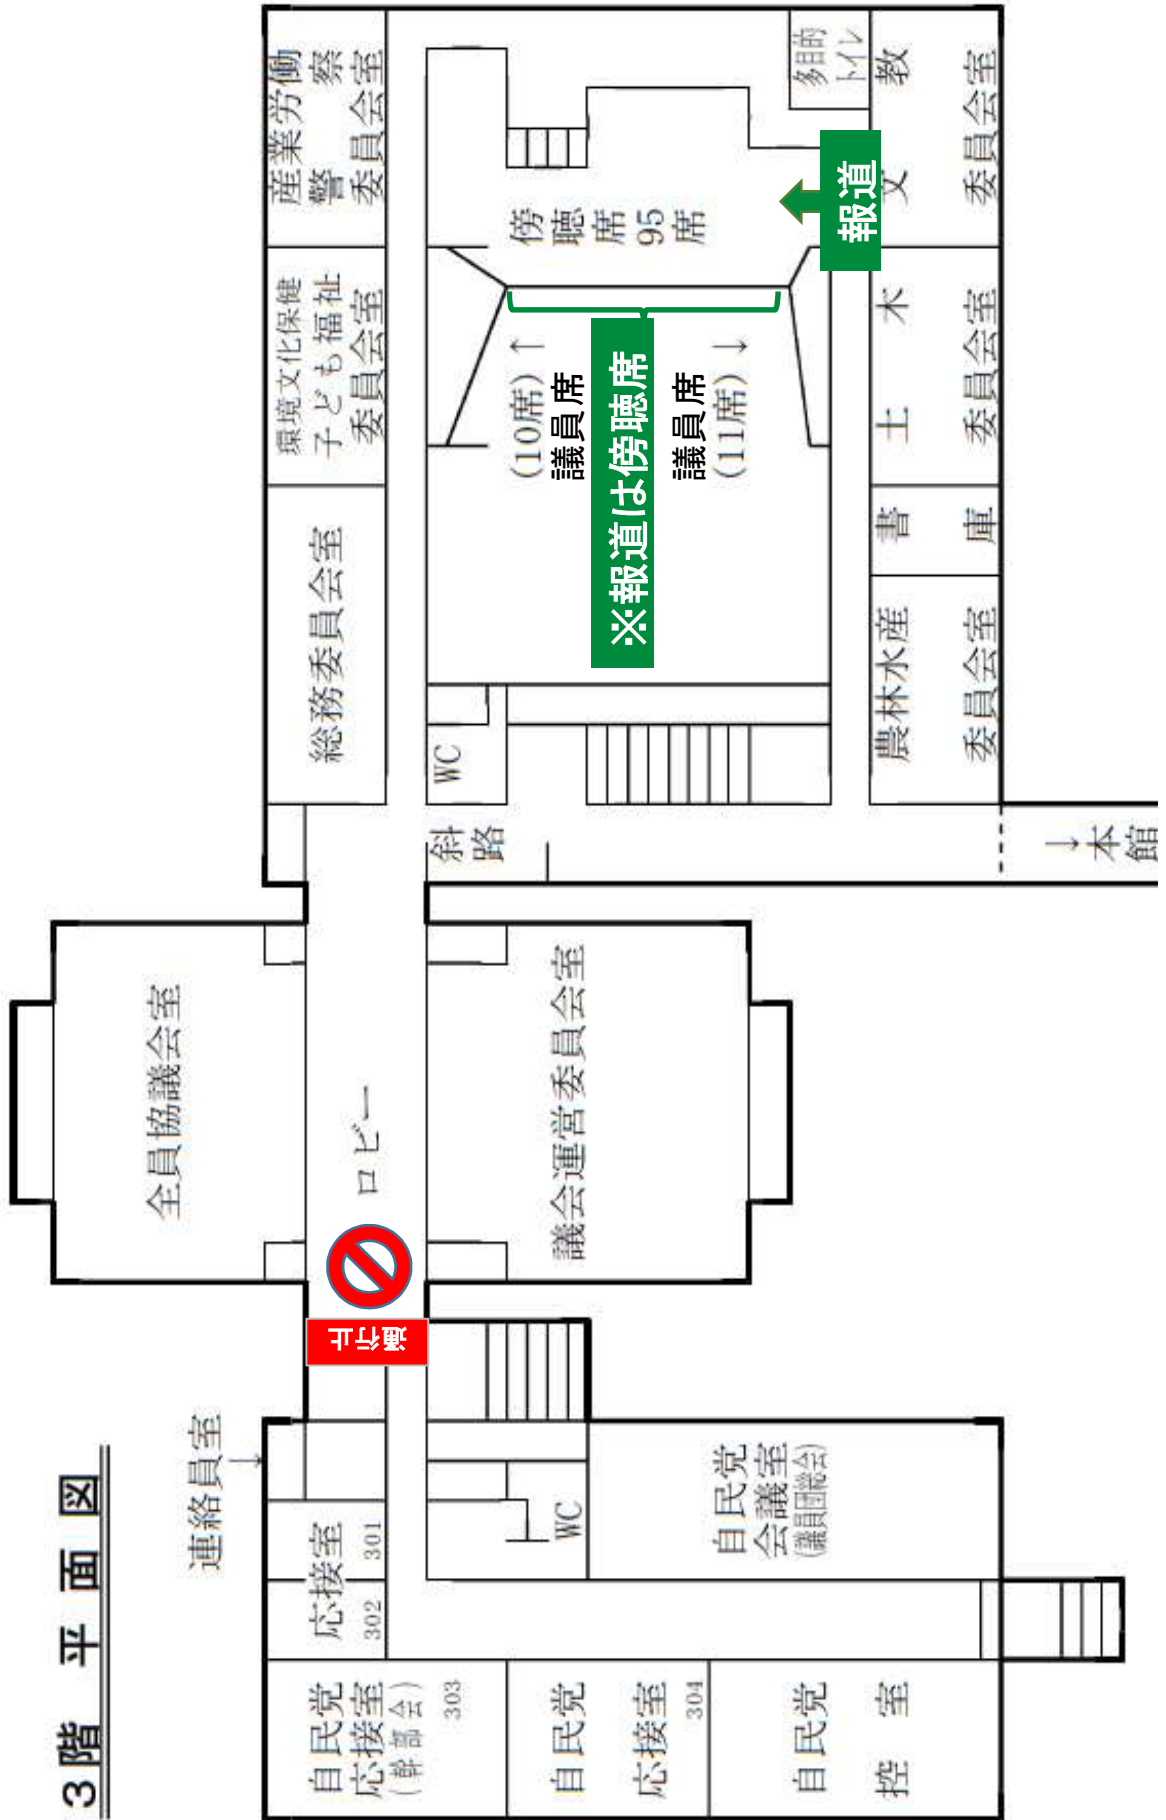 3階 平面図
連絡員室
↓
自民党
応接室
(幹部会)
303
自民党
応接室
304
自民党
控室
応接室
302 301
WC
自民党
会議室
(議員団総会)
通行止
ロビー
全員協議会室
議会運営委員会室
斜路
→本館
WC
総務委員会室
環境文化保健
子ども福祉
委員会室
産業労働
警察
委員会室
(10席)↑
議員席
※報道は傍聴席
議員席
(11席)↓
傍聴席95席
報道
多目的
トイレ
農林水産
委員会室
書庫
土木
委員会室
教文
委員会室